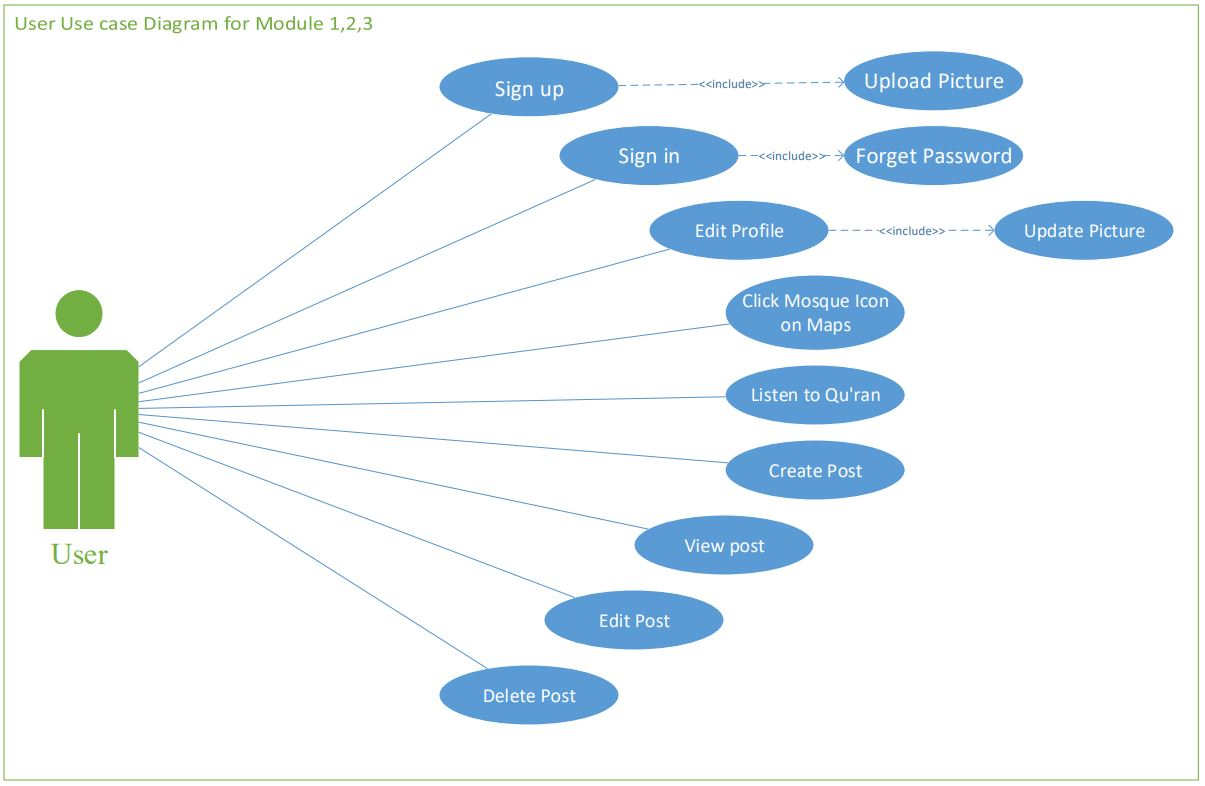 User Use case Diagram for Module 1,2,3
Sign up
<<include>>
Upload Picture
Sign in
<<include>>
Forget Password
Edit Profile
<<include>>
Update Picture
Click Mosque Icon
on Maps
Listen to Qu'ran
Create Post
User
View post
Edit Post
Delete Post